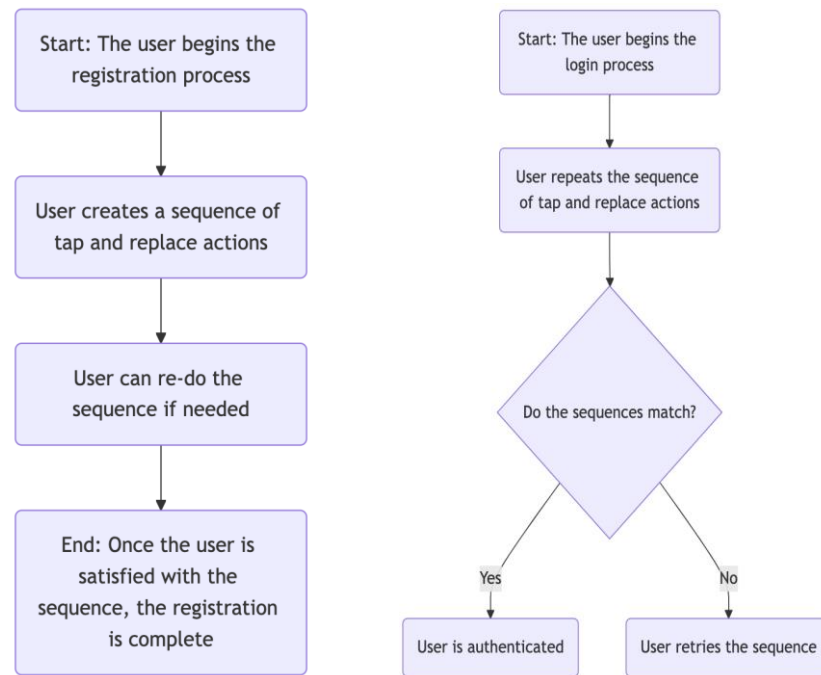 Start: The user begins the
registration process
User creates a sequence of
tap and replace actions
User can re-do the
sequence if needed
End: Once the user is
satisfied with the
sequence, the registration
is complete
Start: The user begins the
login process
User repeats the sequence
of tap and replace actions
Do the sequences match?
Yes
No
User is authenticated
User retries the sequence